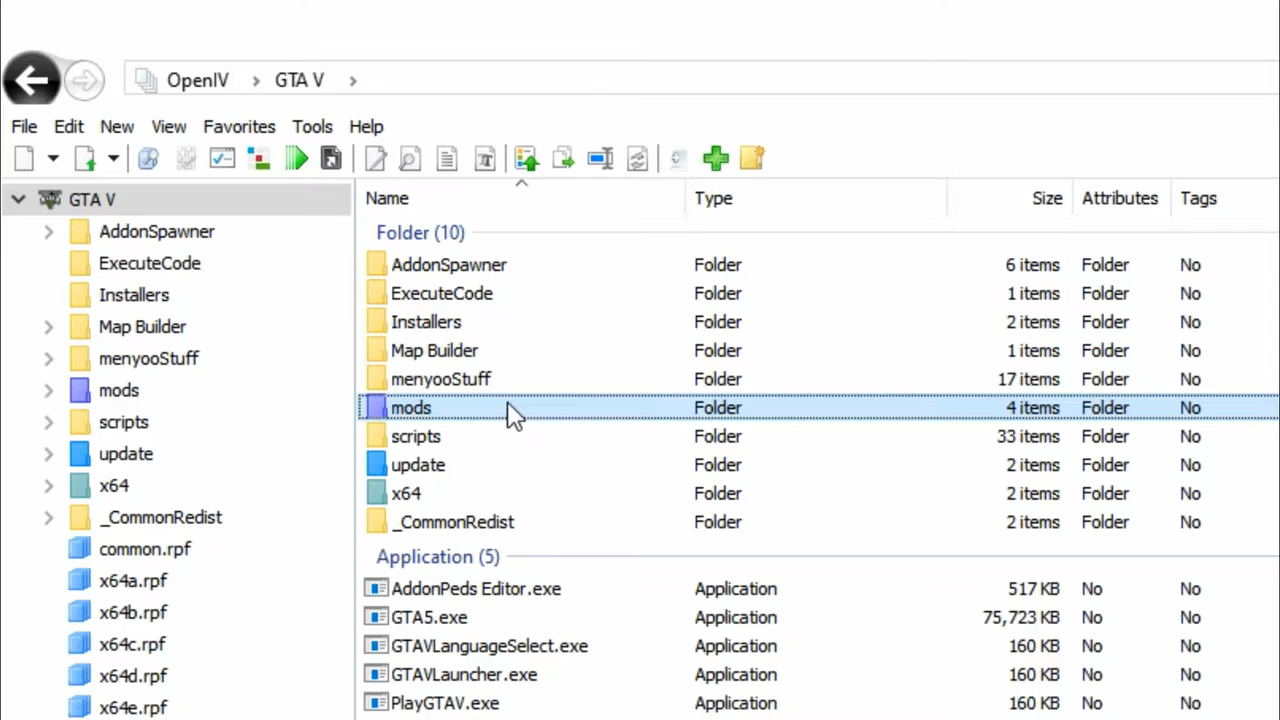 OpenIV > GTA V >
File Edit New View Favorites Tools Help
GTA V
AddonSpawner
ExecuteCode
Installers
Map Builder
menyooStuff
mods
scripts
update
x64
_CommonRedist
common.rpf
x64a.rpf
x64b.rpf
x64c.rpf
x64d.rpf
x64e.rpf
Name Type Size Attributes Tags
Folder (10)
AddonSpawner Folder 6 items Folder No
ExecuteCode Folder 1 items Folder No
Installers Folder 2 items Folder No
Map Builder Folder 1 items Folder No
menyooStuff Folder 17 items Folder No
mods Folder 4 items Folder No
scripts Folder 33 items Folder No
update Folder 2 items Folder No
x64 Folder 2 items Folder No
_CommonRedist Folder 2 items Folder No
Application (5)
AddonPeds Editor.exe Application 517 KB No No
GTA5.exe Application 75,723 KB No No
GTAVLanguageSelect.exe Application 160 KB No No
GTAVLauncher.exe Application 160 KB No No
PlayGTAV.exe Application 160 KB No No